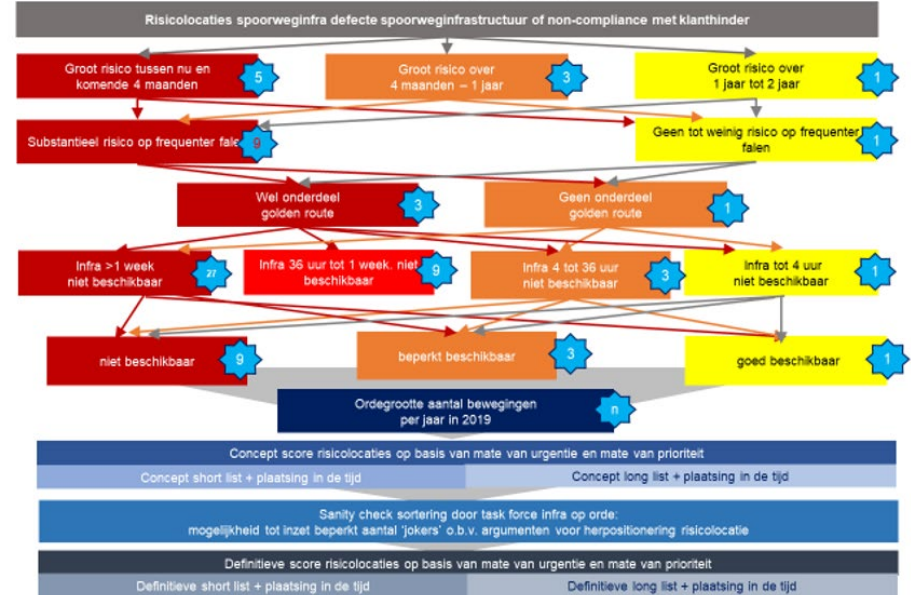 Risicolocaties spoorweginfra defecte spoorweginfrastructuur of non-compliance met klanthinder
Groot risico tussen nu en
komende 4 maanden
5
Groot risico over
4 maanden – 1 jaar
3
Groot risico over
1 jaar tot 2 jaar
1
Substantieel risico op frequenter
9
Geen tot weinig risico op frequenter
falen
1
Wel onderdeel
golden route
3
Geen onderdeel
golden route
1
Infra >1 week
niet beschikbaar
27
Infra 36 uur tot 1 week. niet
beschikbaar
9
Infra 4 tot 36 uur
niet beschikbaar
3
Infra tot 4 uur
niet beschikbaar
1
niet beschikbaar
9
beperkt beschikbaar
3
goed beschikbaar
1
Ordegrootte aantal bewegingen
per jaar in 2019
n
Concept score risicolocaties op basis van mate van urgentie en mate van prioriteit
Concept short list + plaatsing in de tijd
Concept long list + plaatsing in de tijd
Sanity check sortering door task force infra op orde:
mogelijkheid tot inzet beperkt aantal 'jokers' o.b.v. argumenten voor herpositionering risicolocatie
Definitieve score risicolocaties op basis van mate van urgentie en mate van prioriteit
Definitieve short list + plaatsing in de tijd
Definitieve long list + plaatsing in de tijd